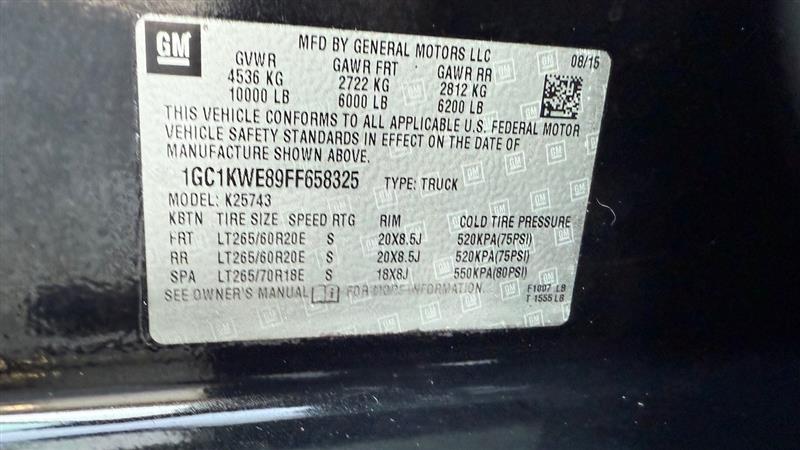 GM
MFD BY GENERAL MOTORS LLC 08/15
GVWR GAWR FRT GAWR RR
4536 KG 2722 KG 2812 KG
10000 LB 6000 LB 6200 LB
THIS VEHICLE CONFORMS TO ALL APPLICABLE U.S. FEDERAL MOTOR
VEHICLE SAFETY STANDARDS IN EFFECT ON THE DATE OF
MANUFACTURE SHOWN ABOVE.
1GC1KWE89FF658325 TYPE: TRUCK
MODEL: K25743
KBTN TIRE SIZE SPEED RTG RIM COLD TIRE PRESSURE
FRT LT265/60R20E S 20X8.5J 520KPA(75PSI)
RR LT265/60R20E S 20X8.5J 520KPA(75PSI)
SPA LT265/70R18E S 18X8J 550KPA(80PSI)
SEE OWNER'S MANUAL FOR MORE INFORMATION. F1807 LB
T 1555 LB